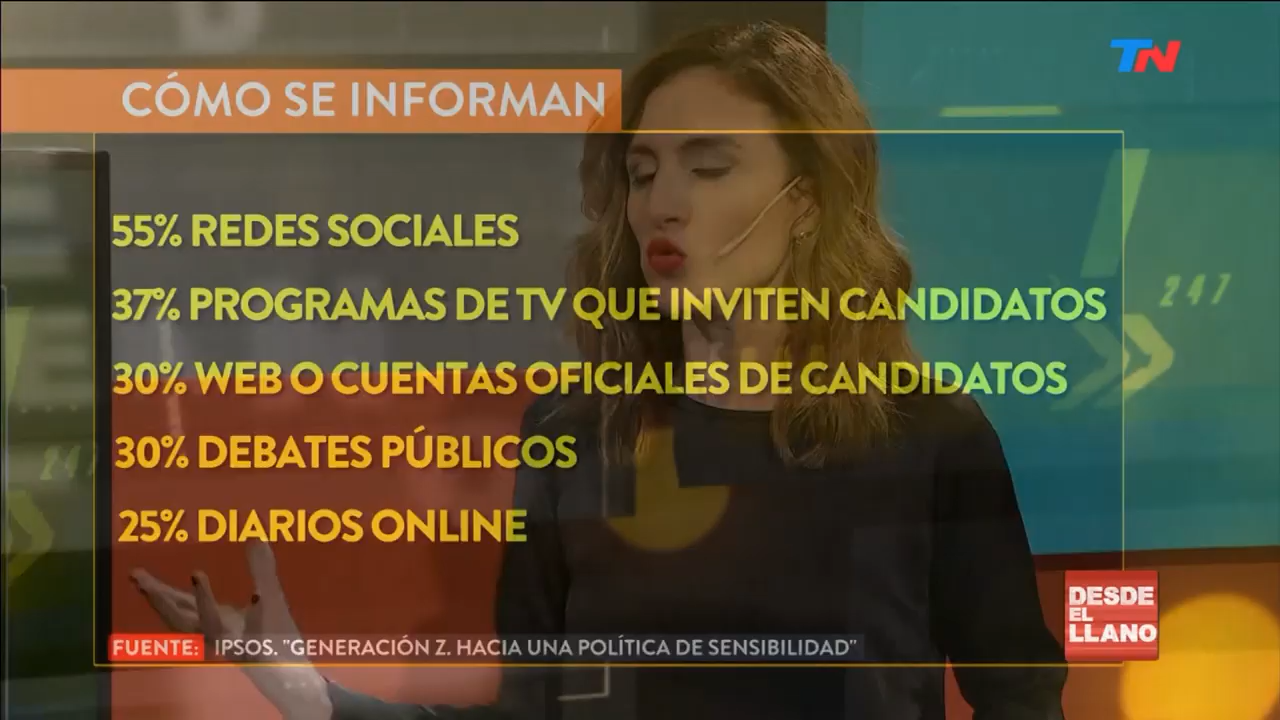 TN
CÓMO SE INFORMAN
55% REDES SOCIALES
37% PROGRAMAS DE TV QUE INVITEN CANDIDATOS
247
30% WEB O CUENTAS OFICIALES DE CANDIDATOS
30% DEBATES PÚBLICOS
25% DIARIOS ONLINE
DESDE
EL
LLANO
FUENTE: IPSOS. "GENERACIÓN Z. HACIA UNA POLÍTICA DE SENSIBILIDAD"